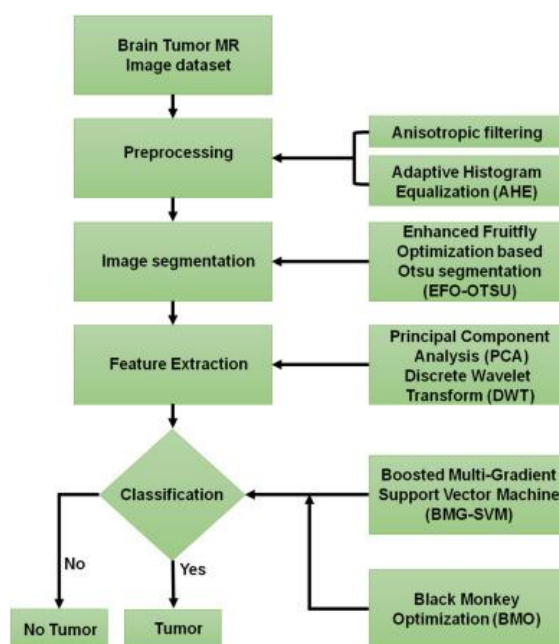 Brain Tumor MR
Image dataset
Preprocessing
Anisotropic filtering
Adaptive Histogram
Equalization (AHE)
Image segmentation
Enhanced Fruitfly
Optimization based
Otsu segmentation
(EFO-OTSU)
Feature Extraction
Principal Component
Analysis (PCA)
Discrete Wavelet
Transform (DWT)
Classification
Boosted Multi-Gradient
Support Vector Machine
(BMG-SVM)
No
Yes
No Tumor
Tumor
Black Monkey
Optimization (BMO)